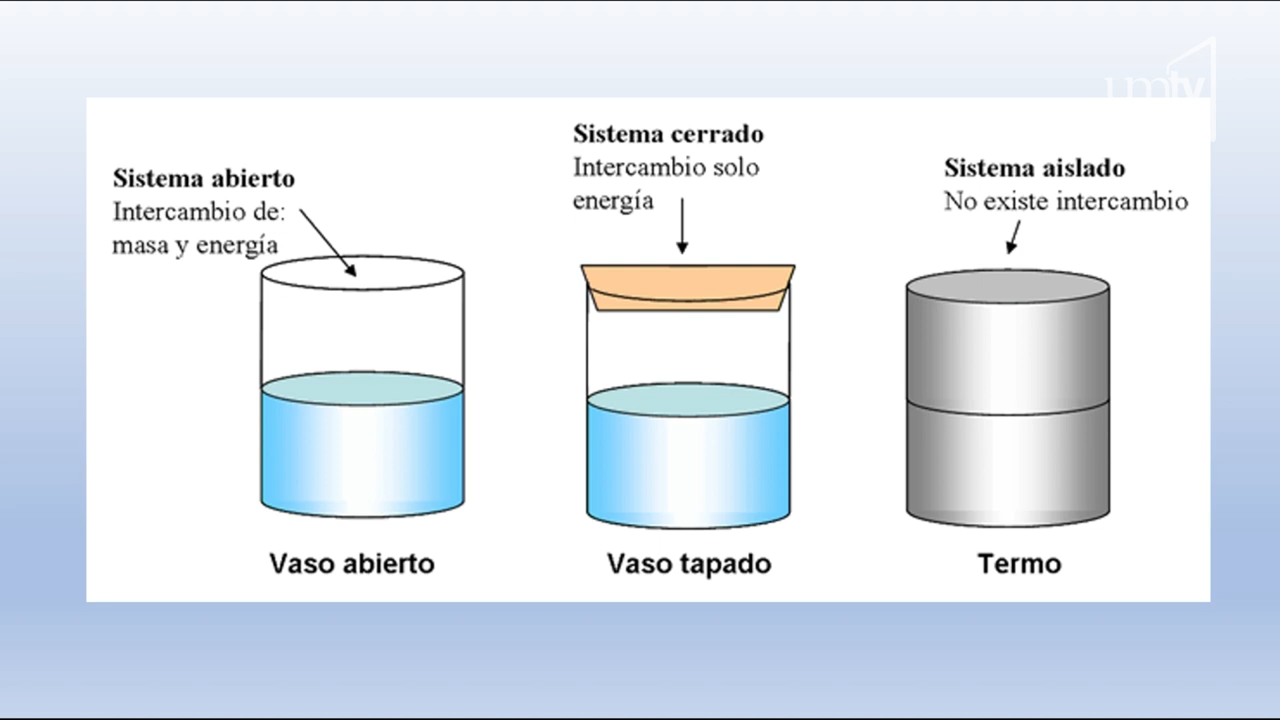 umtv
Sistema abierto
Intercambio de:
masa y energía
Sistema cerrado
Intercambio solo
energía
Sistema aislado
No existe intercambio
Vaso abierto
Vaso tapado
Termo